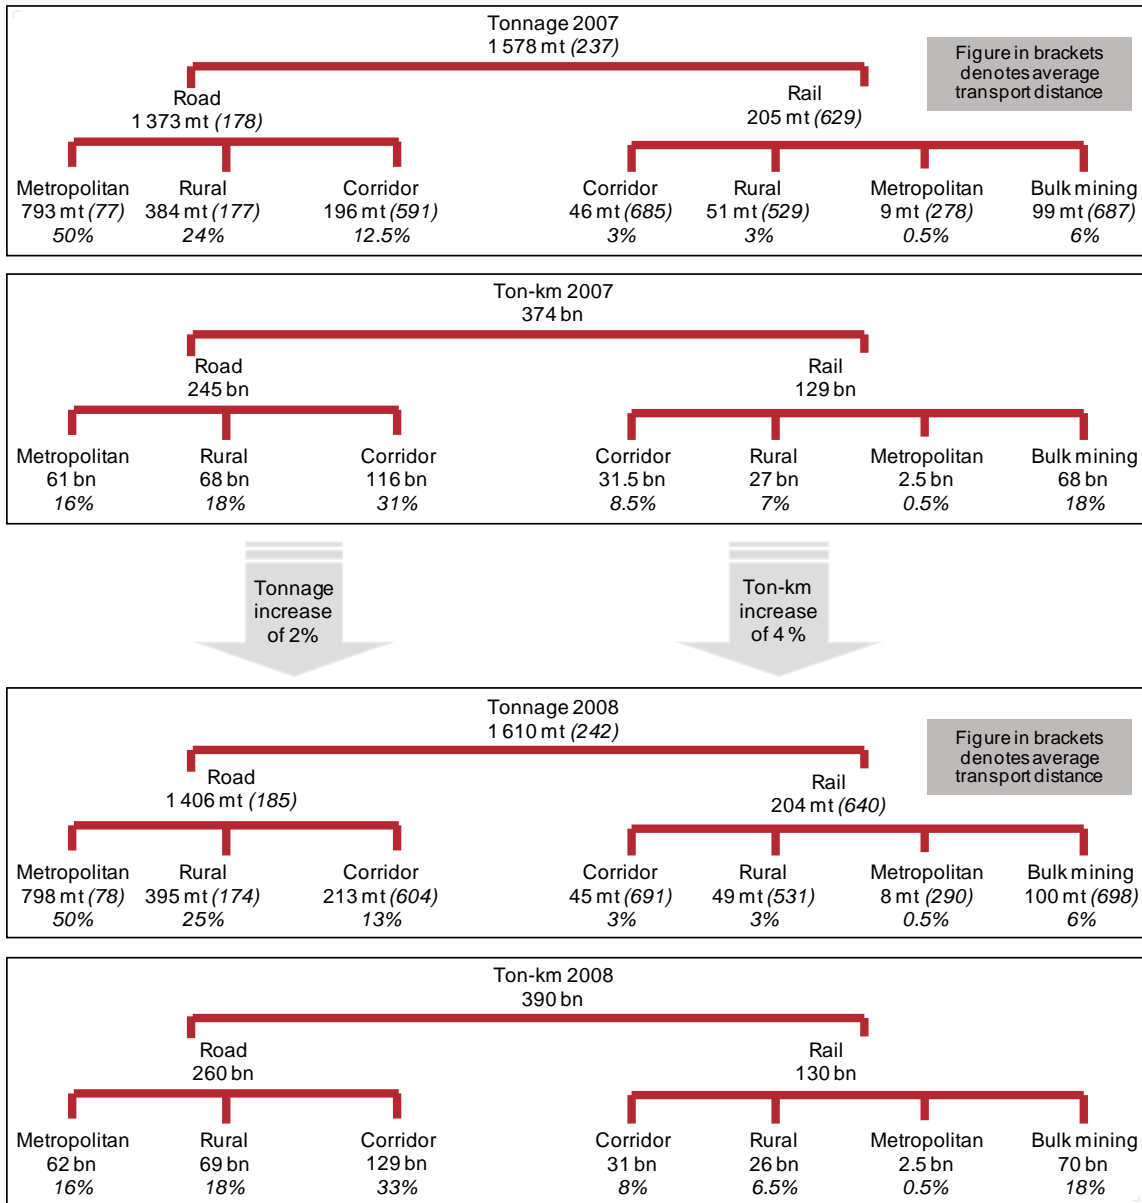 Tonnage 2007
1 578 mt (237)
Figure in brackets
denotes average
transport distance
Road
1 373 mt (178)
Rail
205 mt (629)
Metropolitan
793 mt (77)
50%
Rural
384 mt (177)
24%
Corridor
196 mt (591)
12.5%
Corridor
46 mt (685)
3%
Rural
51 mt (529)
3%
Metropolitan
9 mt (278)
0.5%
Bulk mining
99 mt (687)
6%
Ton-km 2007
374 bn
Road
245 bn
Rail
129 bn
Metropolitan
61 bn
16%
Rural
68 bn
18%
Corridor
116 bn
31%
Corridor
31.5 bn
8.5%
Rural
27 bn
7%
Metropolitan
2.5 bn
0.5%
Bulk mining
68 bn
18%
Tonnage
increase
of 2%
Ton-km
increase
of 4 %
Tonnage 2008
1 610 mt (242)
Figure in brackets
denotes average
transport distance
Road
1 406 mt (185)
Rail
204 mt (640)
Metropolitan
798 mt (78)
50%
Rural
395 mt (174)
25%
Corridor
213 mt (604)
13%
Corridor
45 mt (691)
3%
Rural
49 mt (531)
3%
Metropolitan
8 mt (290)
0.5%
Bulk mining
100 mt (698)
6%
Ton-km 2008
390 bn
Road
260 bn
Rail
130 bn
Metropolitan
62 bn
16%
Rural
69 bn
18%
Corridor
129 bn
33%
Corridor
31 bn
8%
Rural
26 bn
6.5%
Metropolitan
2.5 bn
0.5%
Bulk mining
70 bn
18%